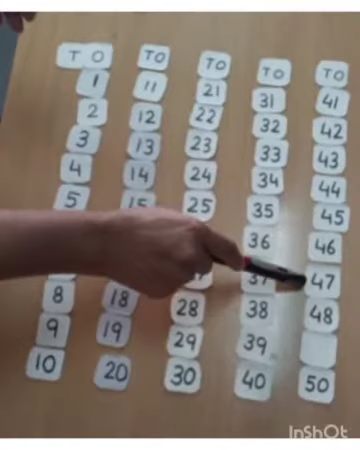 T O TO TO TO TO
1 11 21 31 41
2 12 22 32 42
3 13 23 33 43
4 14 24 34 44
5 15 25 35 45
36 46
37 47
8 18 28 38 48
9 19 29 39
10 20 30 40 50
InShOt